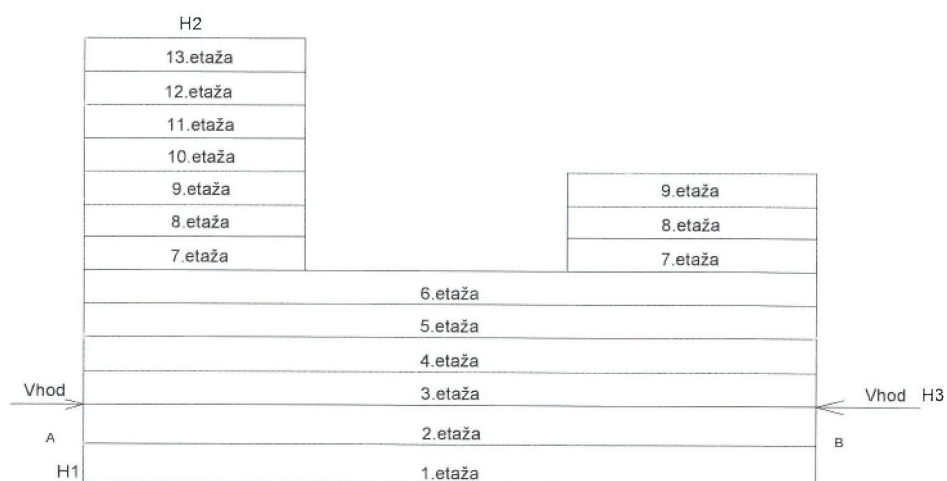 H2
13.etaža
12.etaža
11.etaža
10.etaža
9.etaža
8.etaža
7.etaža
9.etaža
8.etaža
7.etaža
6.etaža
5.etaža
4.etaža
3.etaža
Vhod
Vhod H3
2.etaža
A
B
H1
1.etaža